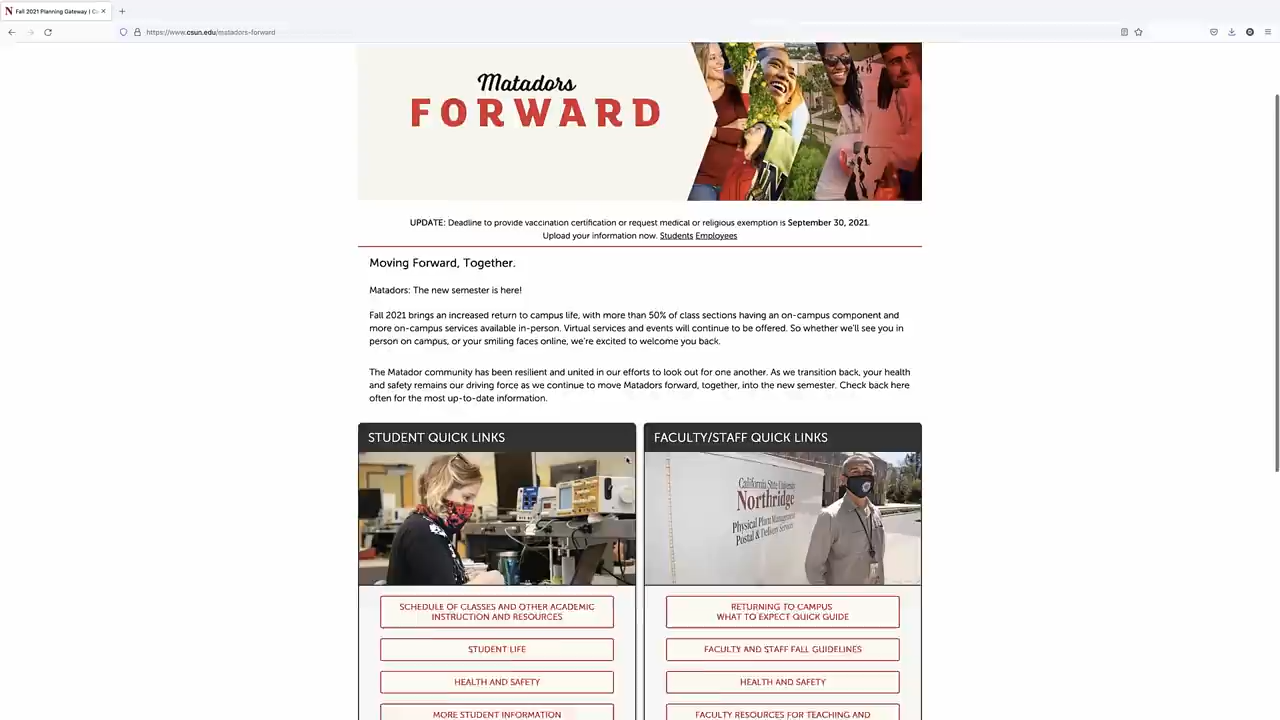 Fall 2021 Planning Gateway | C
https://www.csun.edu/matadors-forward
Matadors
FORWARD
UPDATE: Deadline to provide vaccination certification or request medical or religious exemption is September 30, 2021.
Upload your information now. Students Employees
Moving Forward, Together.
Matadors: The new semester is here!
Fall 2021 brings an increased return to campus life, with more than 50% of class sections having an on-campus component and
more on-campus services available in-person. Virtual services and events will continue to be offered. So whether we'll see you in
person on campus, or your smiling faces online, we're excited to welcome you back.
The Matador community has been resilient and united in our efforts to look out for one another. As we transition back, your health
and safety remains our driving force as we continue to move Matadors forward, together, into the new semester. Check back here
often for the most up-to-date information.
STUDENT QUICK LINKS
SCHEDULE OF CLASSES AND OTHER ACADEMIC
INSTRUCTION AND RESOURCES
STUDENT LIFE
HEALTH AND SAFETY
MORE STUDENT INFORMATION
FACULTY/STAFF QUICK LINKS
California State University
Northridge
Physical Plant Management
Postal & Delivery Services
RETURNING TO CAMPUS
WHAT TO EXPECT QUICK GUIDE
FACULTY AND STAFF FALL GUIDELINES
HEALTH AND SAFETY
FACULTY RESOURCES FOR TEACHING AND